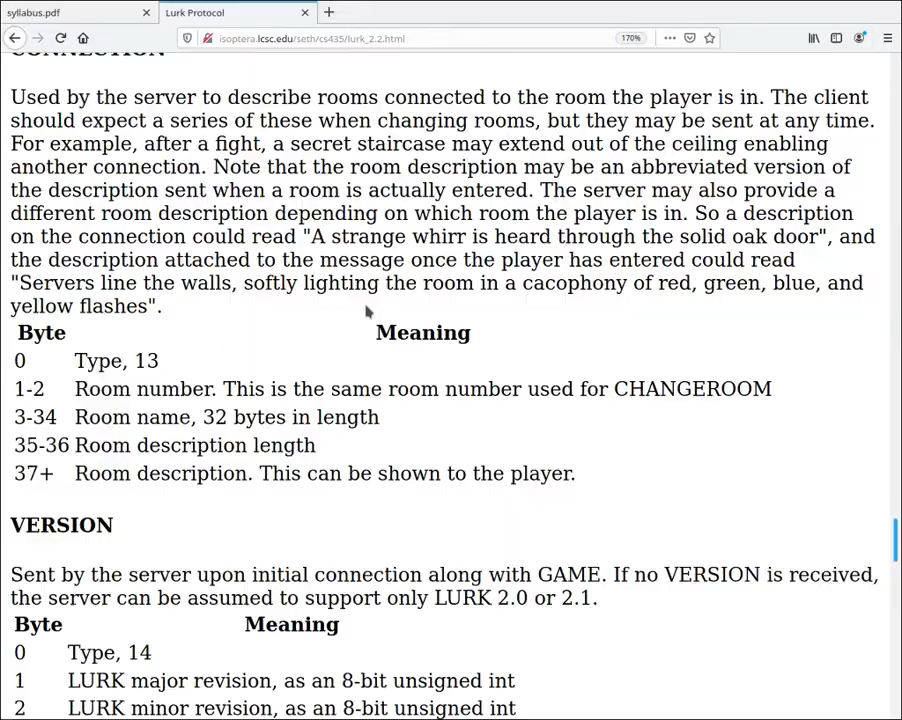 syllabus.pdf
Lurk Protocol
isoptera.lcsc.edu/seth/cs435/lurk_2.2.html
170%
CONNECTION
Used by the server to describe rooms connected to the room the player is in. The client
should expect a series of these when changing rooms, but they may be sent at any time.
For example, after a fight, a secret staircase may extend out of the ceiling enabling
another connection. Note that the room description may be an abbreviated version of
the description sent when a room is actually entered. The server may also provide a
different room description depending on which room the player is in. So a description
on the connection could read "A strange whirr is heard through the solid oak door", and
the description attached to the message once the player has entered could read
"Servers line the walls, softly lighting the room in a cacophony of red, green, blue, and
yellow flashes".
Byte Meaning
0 Type, 13
1-2 Room number. This is the same room number used for CHANGEROOM
3-34 Room name, 32 bytes in length
35-36 Room description length
37+ Room description. This can be shown to the player.
VERSION
Sent by the server upon initial connection along with GAME. If no VERSION is received,
the server can be assumed to support only LURK 2.0 or 2.1.
Byte Meaning
0 Type, 14
1 LURK major revision, as an 8-bit unsigned int
2 LURK minor revision, as an 8-bit unsigned int